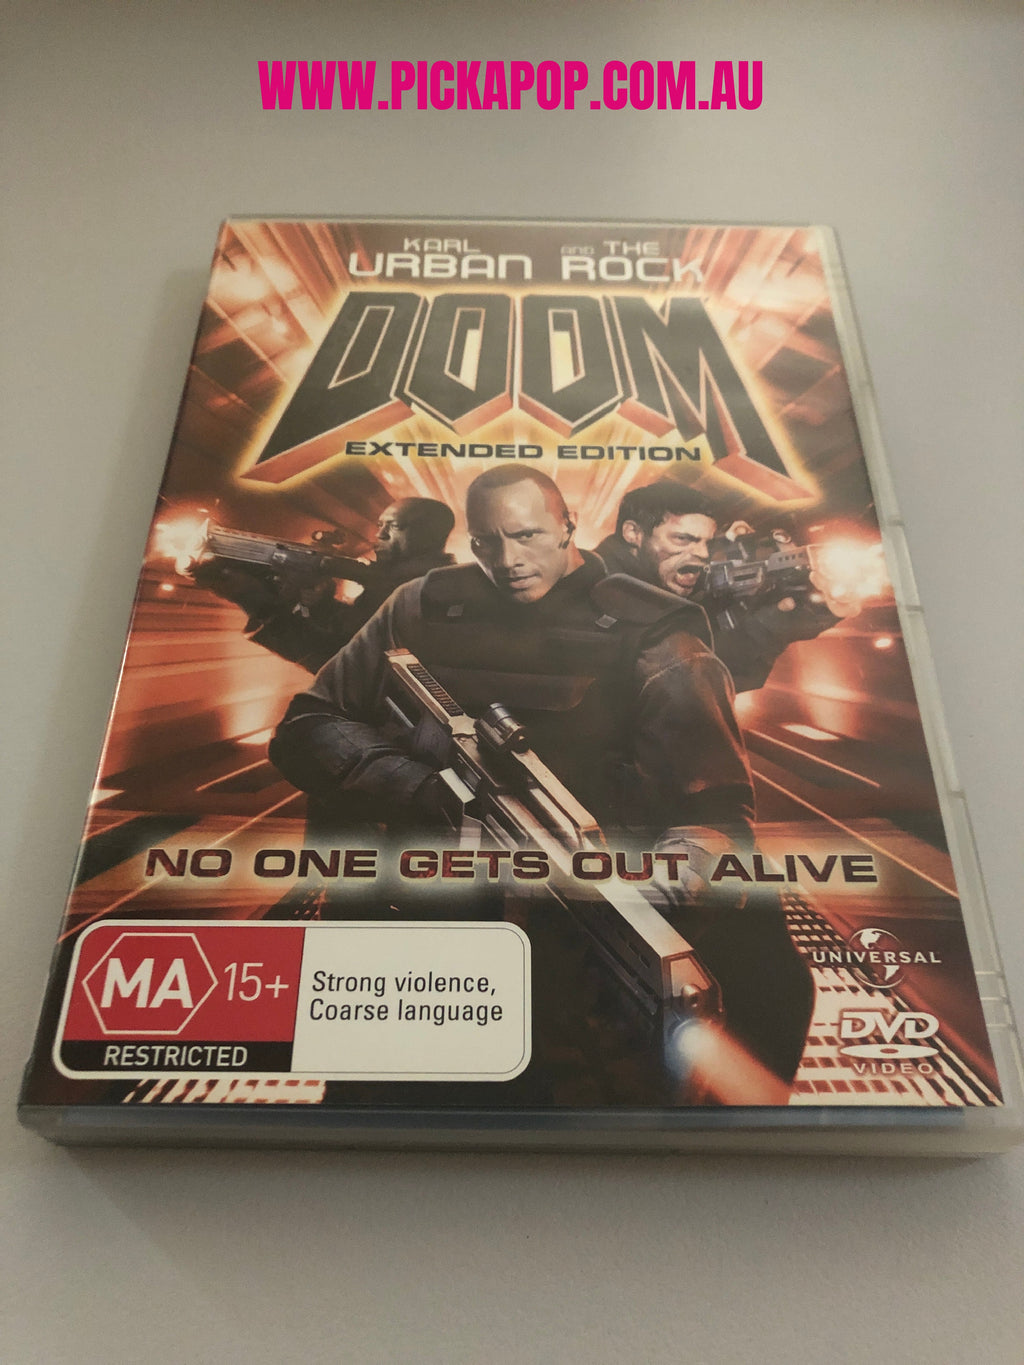 WWW.PICKAPOP.COM.AU
KARL URBAN AND THE ROCK
DOOM
EXTENDED EDITION
NO ONE GETS OUT ALIVE
MA 15+
RESTRICTED
Strong violence,
Coarse language
UNIVERSAL
DVD
VIDEO